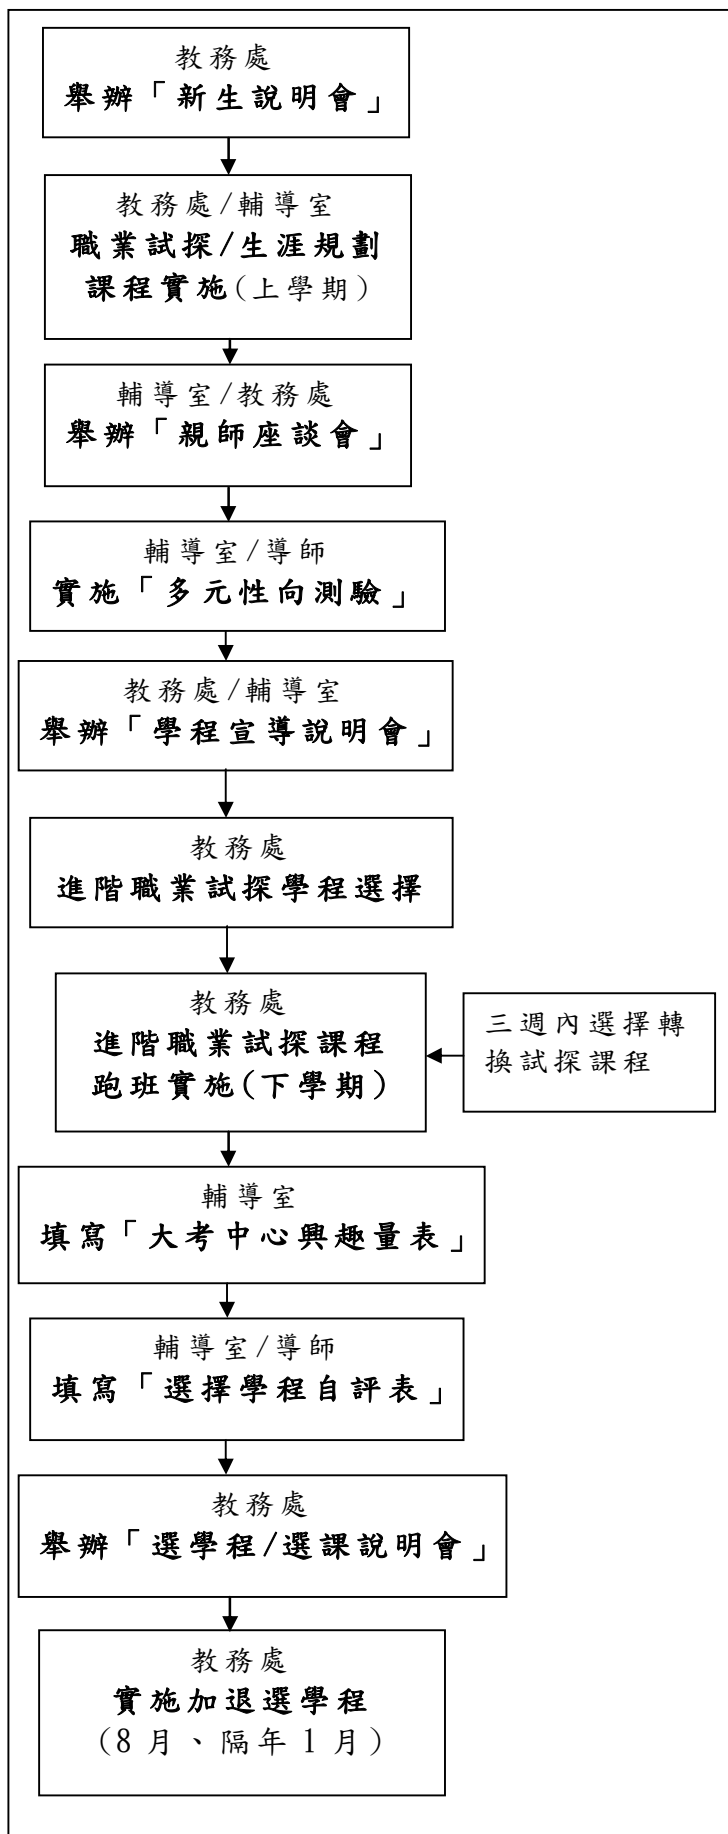 教務處
舉辦「新生說明會」
教務處/輔導室
職業試探/生涯規劃
課程實施(上學期)
輔導室/教務處
舉辦「親師座談會」
輔導室/導師
實施「多元性向測驗」
教務處/輔導室
舉辦「學程宣導說明會」
教務處
進階職業試探學程選擇
教務處
進階職業試探課程
跑班實施(下學期)
三週內選擇轉
換試探課程
輔導室
填寫「大考中心興趣量表」
輔導室/導師
填寫「選擇學程自評表」
教務處
舉辦「選學程/選課說明會」
教務處
實施加退選學程
(8月、隔年1月)